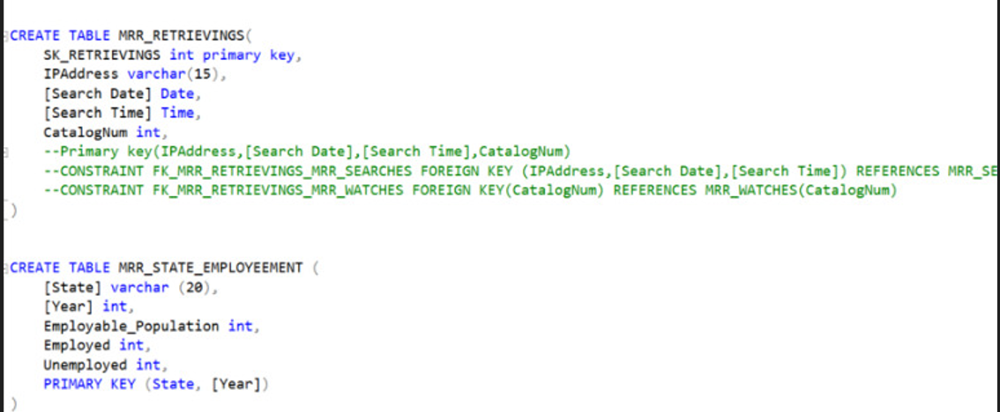 CREATE TABLE MRR_RETRIEVINGS(
SK_RETRIEVINGS int primary key,
IPAddress varchar(15),
[Search Date] Date,
[Search Time] Time,
CatalogNum int,
--Primary key(IPAddress,[Search Date],[Search Time],CatalogNum)
--CONSTRAINT FK_MRR_RETRIEVINGS_MRR_SEARCHES FOREIGN KEY (IPAddress,[Search Date],[Search Time]) REFERENCES MRR_SE
--CONSTRAINT FK_MRR_RETRIEVINGS_MRR_WATCHES FOREIGN KEY(CatalogNum) REFERENCES MRR_WATCHES(CatalogNum)
)
CREATE TABLE MRR_STATE_EMPLOYEEMENT (
[State] varchar (20),
[Year] int,
Employable_Population int,
Employed int,
Unemployed int,
PRIMARY KEY (State, [Year])
)